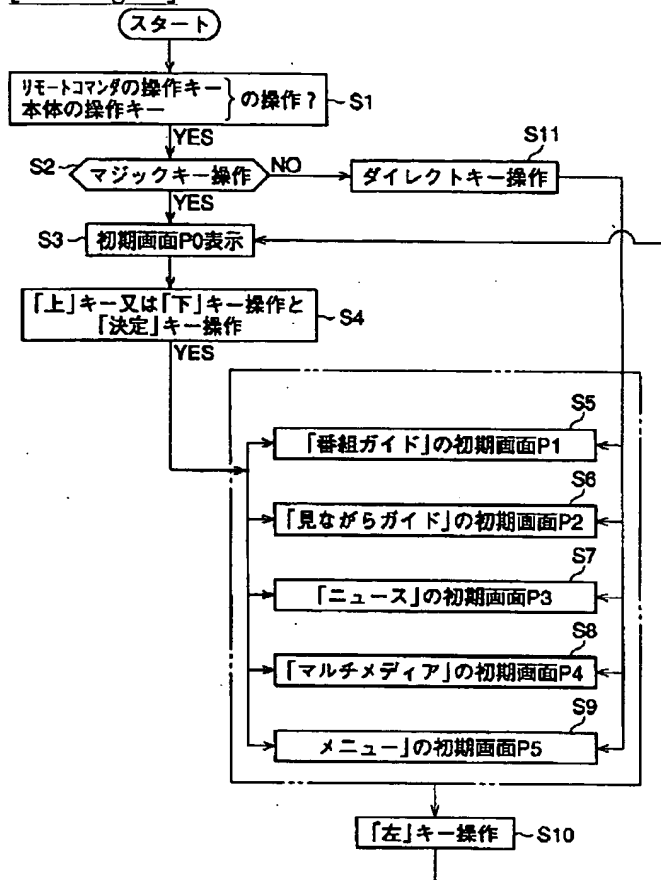 スタート
リモートコマンダの操作キー
本体の操作キー
}の操作?
S1
YES
S2
マジックキー操作
NO
S11
ダイレクトキー操作
YES
S3
初期画面P0表示
「上」キー又は「下」キー操作と
「決定」キー操作
S4
YES
S5
「番組ガイド」の初期画面P1
S6
「見ながらガイド」の初期画面P2
S7
「ニュース」の初期画面P3
S8
「マルチメディア」の初期画面P4
S9
メニュー」の初期画面P5
「左」キー操作
S10